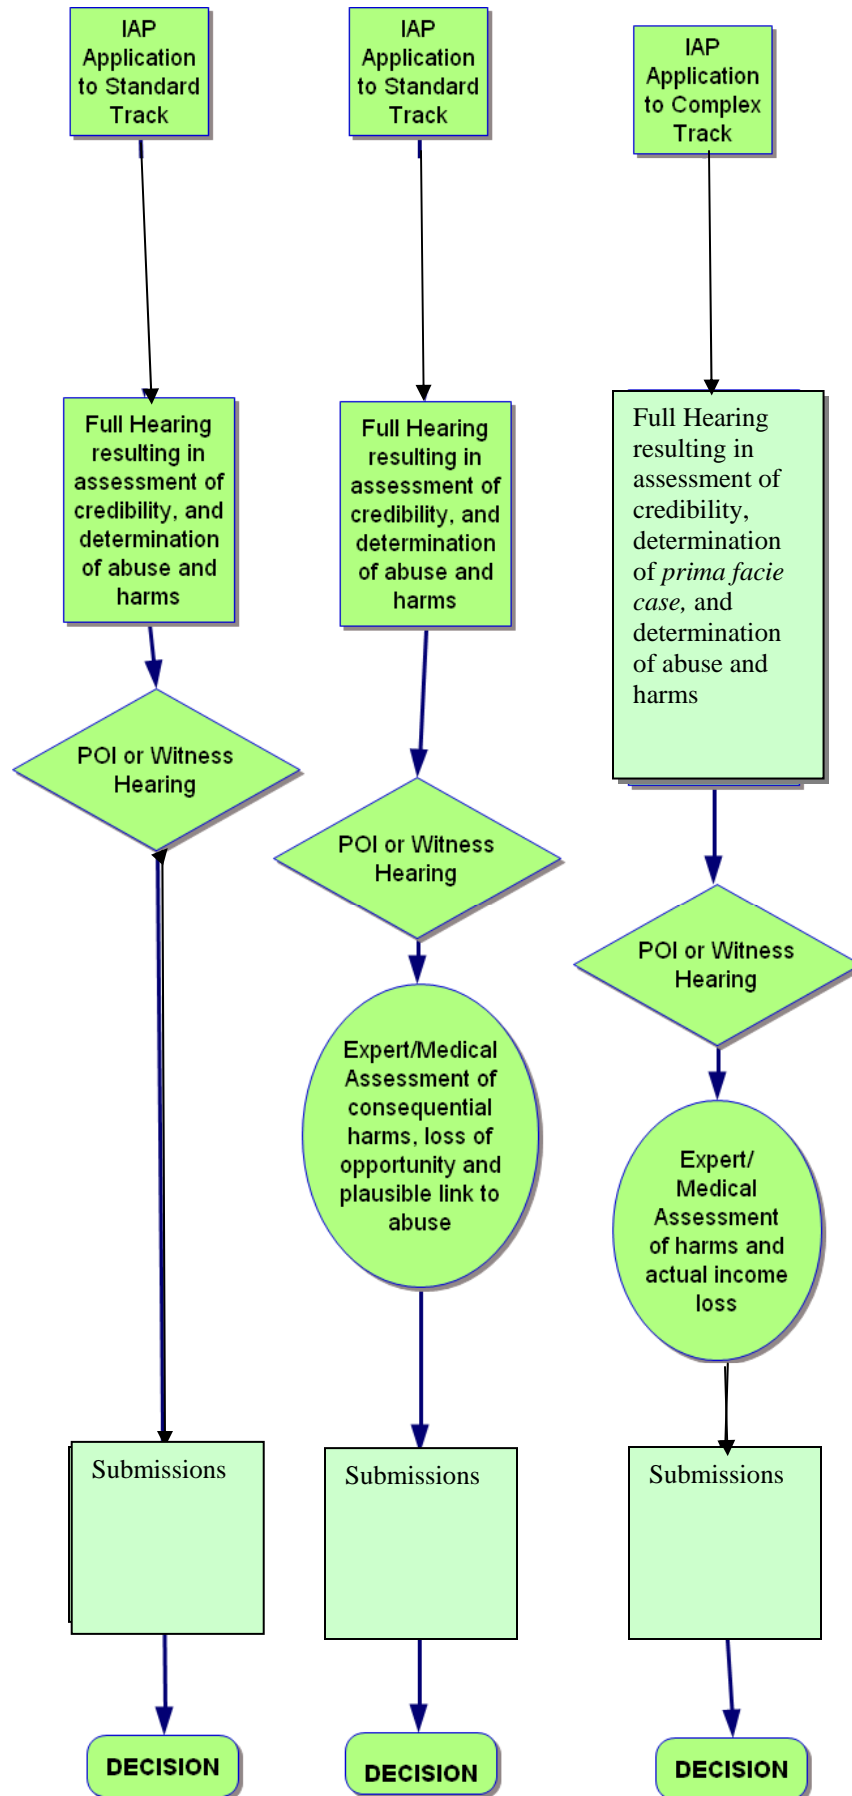 IAP
Application
to Standard
Track
Full Hearing
resulting in
assessment of
credibility, and
determination
of abuse and
harms
POI or Witness
Hearing
Submissions
DECISION
IAP
Application
to Standard
Track
Full Hearing
resulting in
assessment of
credibility, and
determination
of abuse and
harms
POI or Witness
Hearing
Expert/Medical
Assessment of
consequential
harms, loss of
opportunity and
plausible link to
abuse
Submissions
DECISION
IAP
Application
to Complex
Track
Full Hearing
resulting in
assessment of
credibility,
determination
of prima facie
case, and
determination
of abuse and
harms
POI or Witness
Hearing
Expert/
Medical
Assessment
of harms and
actual income
loss
Submissions
DECISION